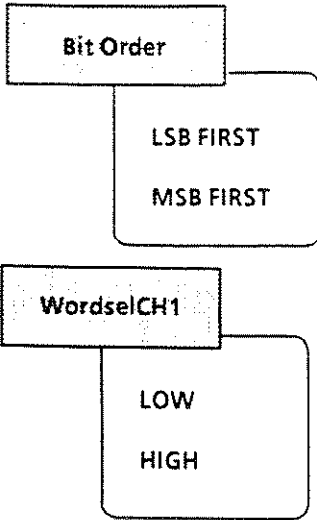 Bit Order
LSB FIRST
MSB FIRST
WordselCH1
LOW
HIGH